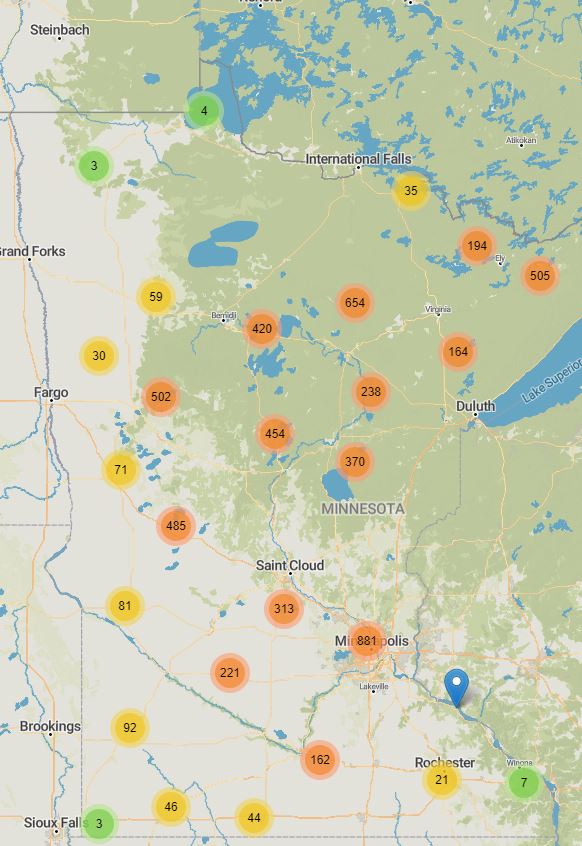 Steinbach
4
Atikokan
3
International Falls
35
194
Grand Forks
Ely
505
59
654
Bemidji
420
Virginia
164
30
Fargo
502
238
Duluth
Lake Superior
454
71
370
MINNESOTA
485
Saint Cloud
81
313
881
221
Lakeville
92
Brookings
162
Rochester
Winona
21
7
46
44
Sioux Fall
3